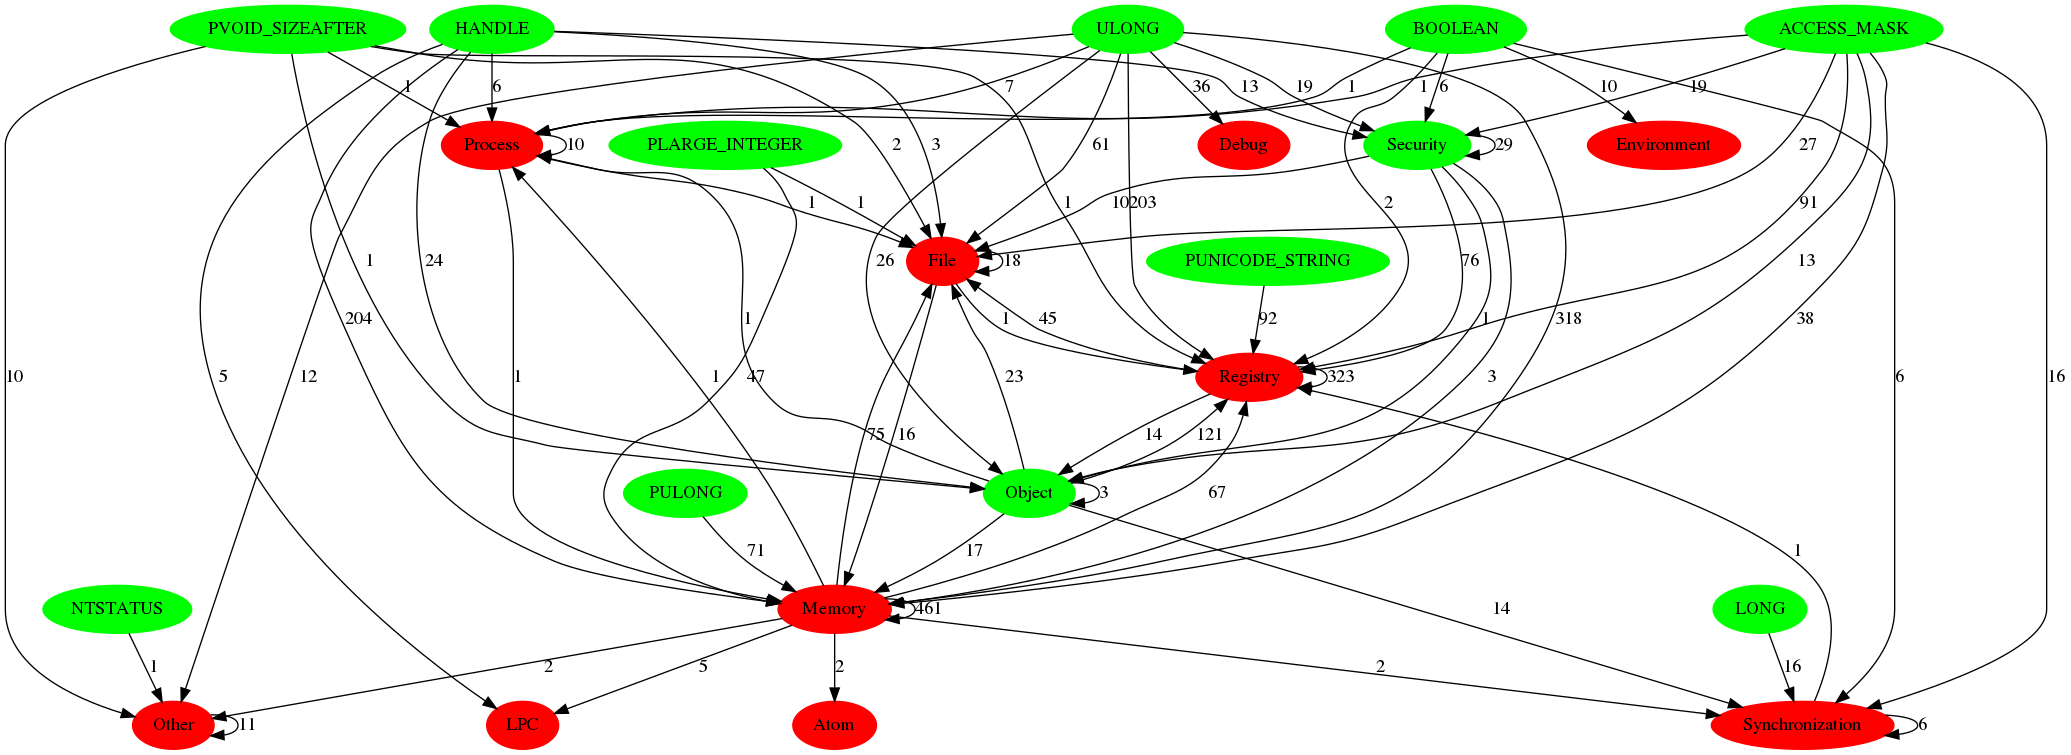 PVOID_SIZEAFTER HANDLE ULONG BOOLEAN ACCESS_MASK
1 6 7 36 13 19 1 1 6 10 19
Process PLARGE_INTEGER Debug Security Environment
10 2 3 61 29 27
1 1 1 10 203 2 91
1 24 26 File 18 PUNICODE_STRING 76 13
204 1 1 45 92 1 318 38
10 5 12 1 1 47 23 Registry 323 3 6 16
75 16 14 121
PULONG Object 3 67
71 17 1
NTSTATUS Memory 461 14 LONG
1 2 5 2 2 16
Other 11 LPC Atom Synchronization 6